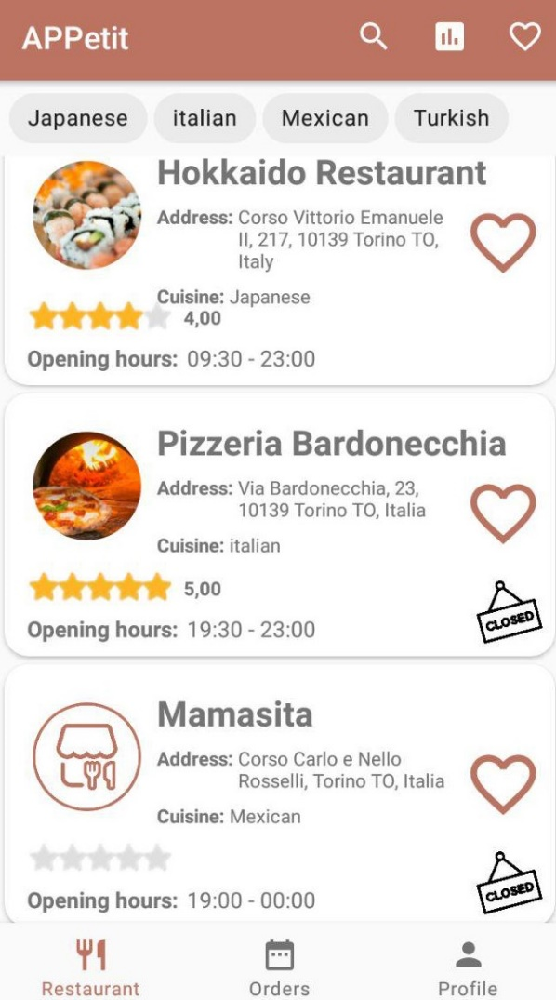 APPetit
Japanese
italian
Mexican
Turkish
Hokkaido Restaurant
Address: Corso Vittorio Emanuele
II, 217, 10139 Torino TO,
Italy
Cuisine: Japanese
4,00
Opening hours: 09:30 - 23:00
Pizzeria Bardonecchia
Address: Via Bardonecchia, 23,
10139 Torino TO, Italia
Cuisine: italian
5,00
CLOSED
Opening hours: 19:30 - 23:00
Mamasita
Address: Corso Carlo e Nello
Rosselli, Torino TO, Italia
Cuisine: Mexican
CLOSED
Opening hours: 19:00 - 00:00
Restaurant
Orders
Profile